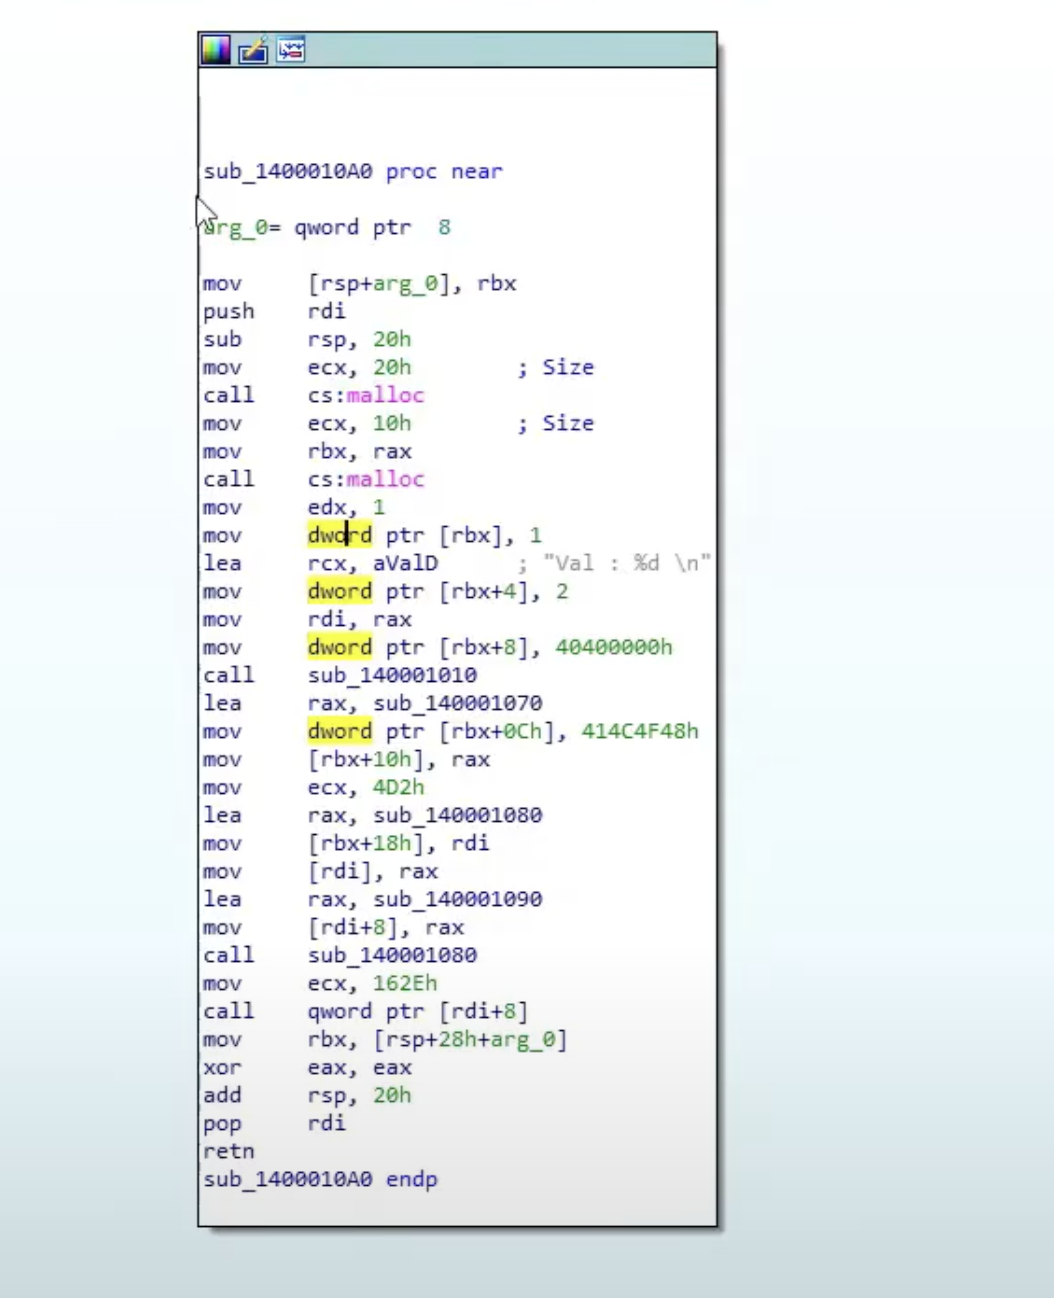 sub_1400010A0 proc near
arg_0= qword ptr  8
mov     [rsp+arg_0], rbx
push    rdi
sub     rsp, 20h
mov     ecx, 20h        ; Size
call    cs:malloc
mov     ecx, 10h        ; Size
mov     rbx, rax
call    cs:malloc
mov     edx, 1
mov     dword ptr [rbx], 1
lea     rcx, aValD      ; "Val : %d \n"
mov     dword ptr [rbx+4], 2
mov     rdi, rax
mov     dword ptr [rbx+8], 40400000h
call    sub_140001010
lea     rax, sub_140001070
mov     dword ptr [rbx+0Ch], 414C4F48h
mov     [rbx+10h], rax
mov     ecx, 4D2h
lea     rax, sub_140001080
mov     [rbx+18h], rdi
mov     [rdi], rax
lea     rax, sub_140001090
mov     [rdi+8], rax
call    sub_140001080
mov     ecx, 162Eh
call    qword ptr [rdi+8]
mov     rbx, [rsp+28h+arg_0]
xor     eax, eax
add     rsp, 20h
pop     rdi
retn
sub_1400010A0 endp